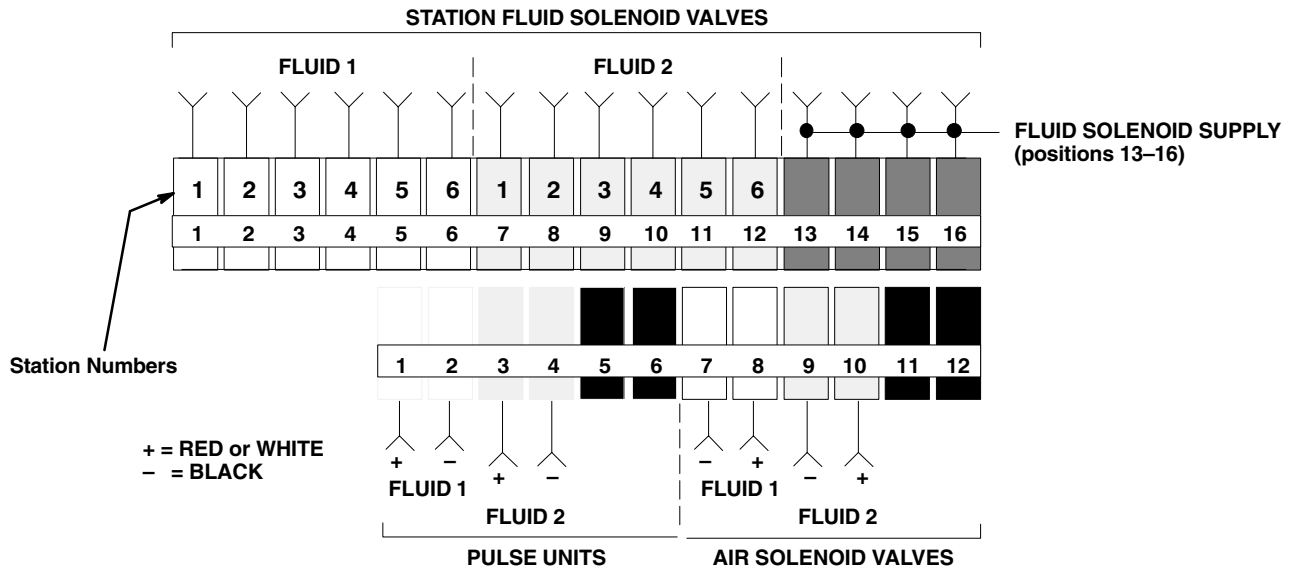 STATION FLUID SOLENOID VALVES
FLUID 1 FLUID 2
FLUID SOLENOID SUPPLY
(positions 13–16)
1 2 3 4 5 6 1 2 3 4 5 6
1 2 3 4 5 6 7 8 9 10 11 12 13 14 15 16
Station Numbers
1 2 3 4 5 6 7 8 9 10 11 12
+ = RED or WHITE
– = BLACK
+ – + – – + – +
FLUID 1 FLUID 1
FLUID 2 FLUID 2
PULSE UNITS AIR SOLENOID VALVES